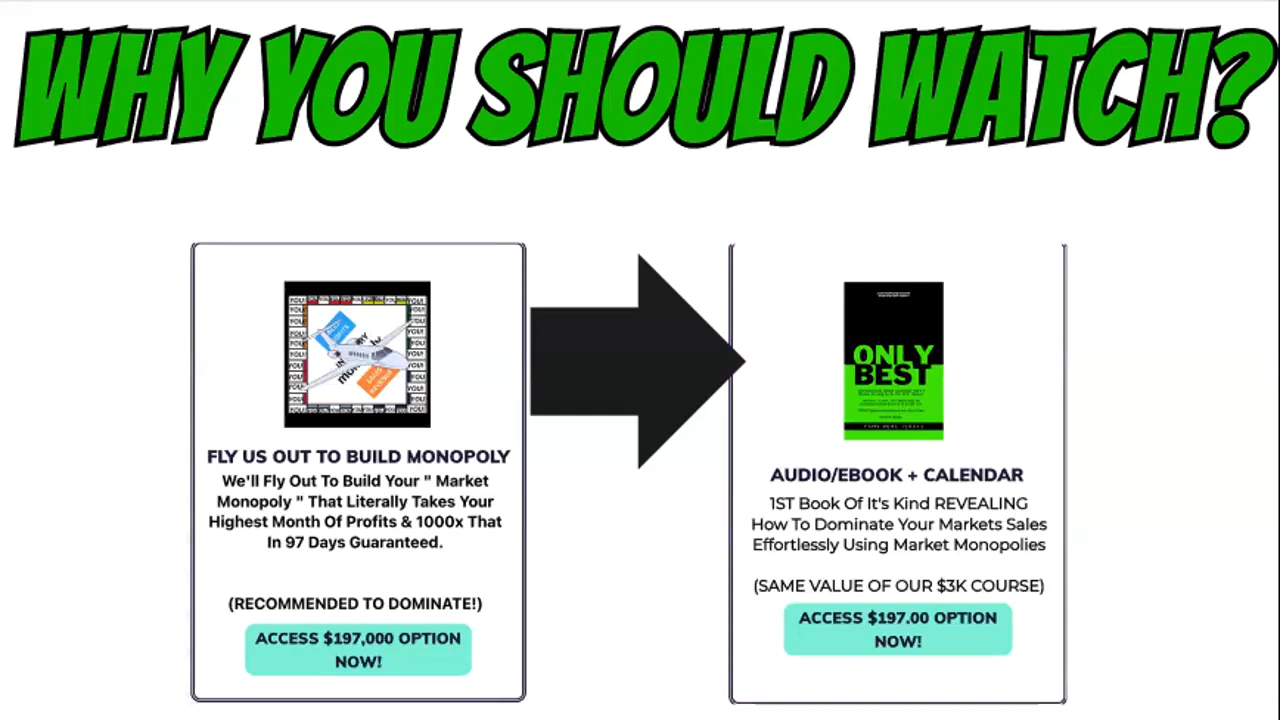 WHY YOU SHOULD WATCH?
ONLY
BEST
FLY US OUT TO BUILD MONOPOLY
We'll Fly Out To Build Your " Market
Monopoly " That Literally Takes Your
Highest Month Of Profits & 1000x That
In 97 Days Guaranteed.
(RECOMMENDED TO DOMINATE!)
ACCESS $197,000 OPTION
NOW!
AUDIO/EBOOK + CALENDAR
1ST Book Of It's Kind REVEALING
How To Dominate Your Markets Sales
Effortlessly Using Market Monopolies
(SAME VALUE OF OUR $3K COURSE)
ACCESS $197.00 OPTION
NOW!